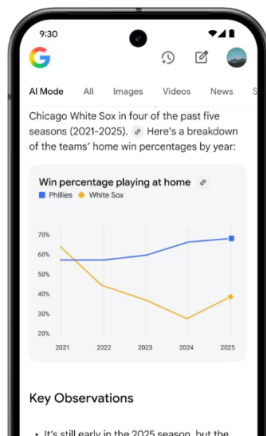 9:30
AI Mode All Images Videos News
Chicago White Sox in four of the past five
seasons (2021-2025). Here's a breakdown
of the teams' home win percentages by year:
Win percentage playing at home
Phillies White Sox
70%
60%
50%
40%
30%
20%
2021 2022 2023 2024 2025
Key Observations
• It's still early in the 2025 season, but the